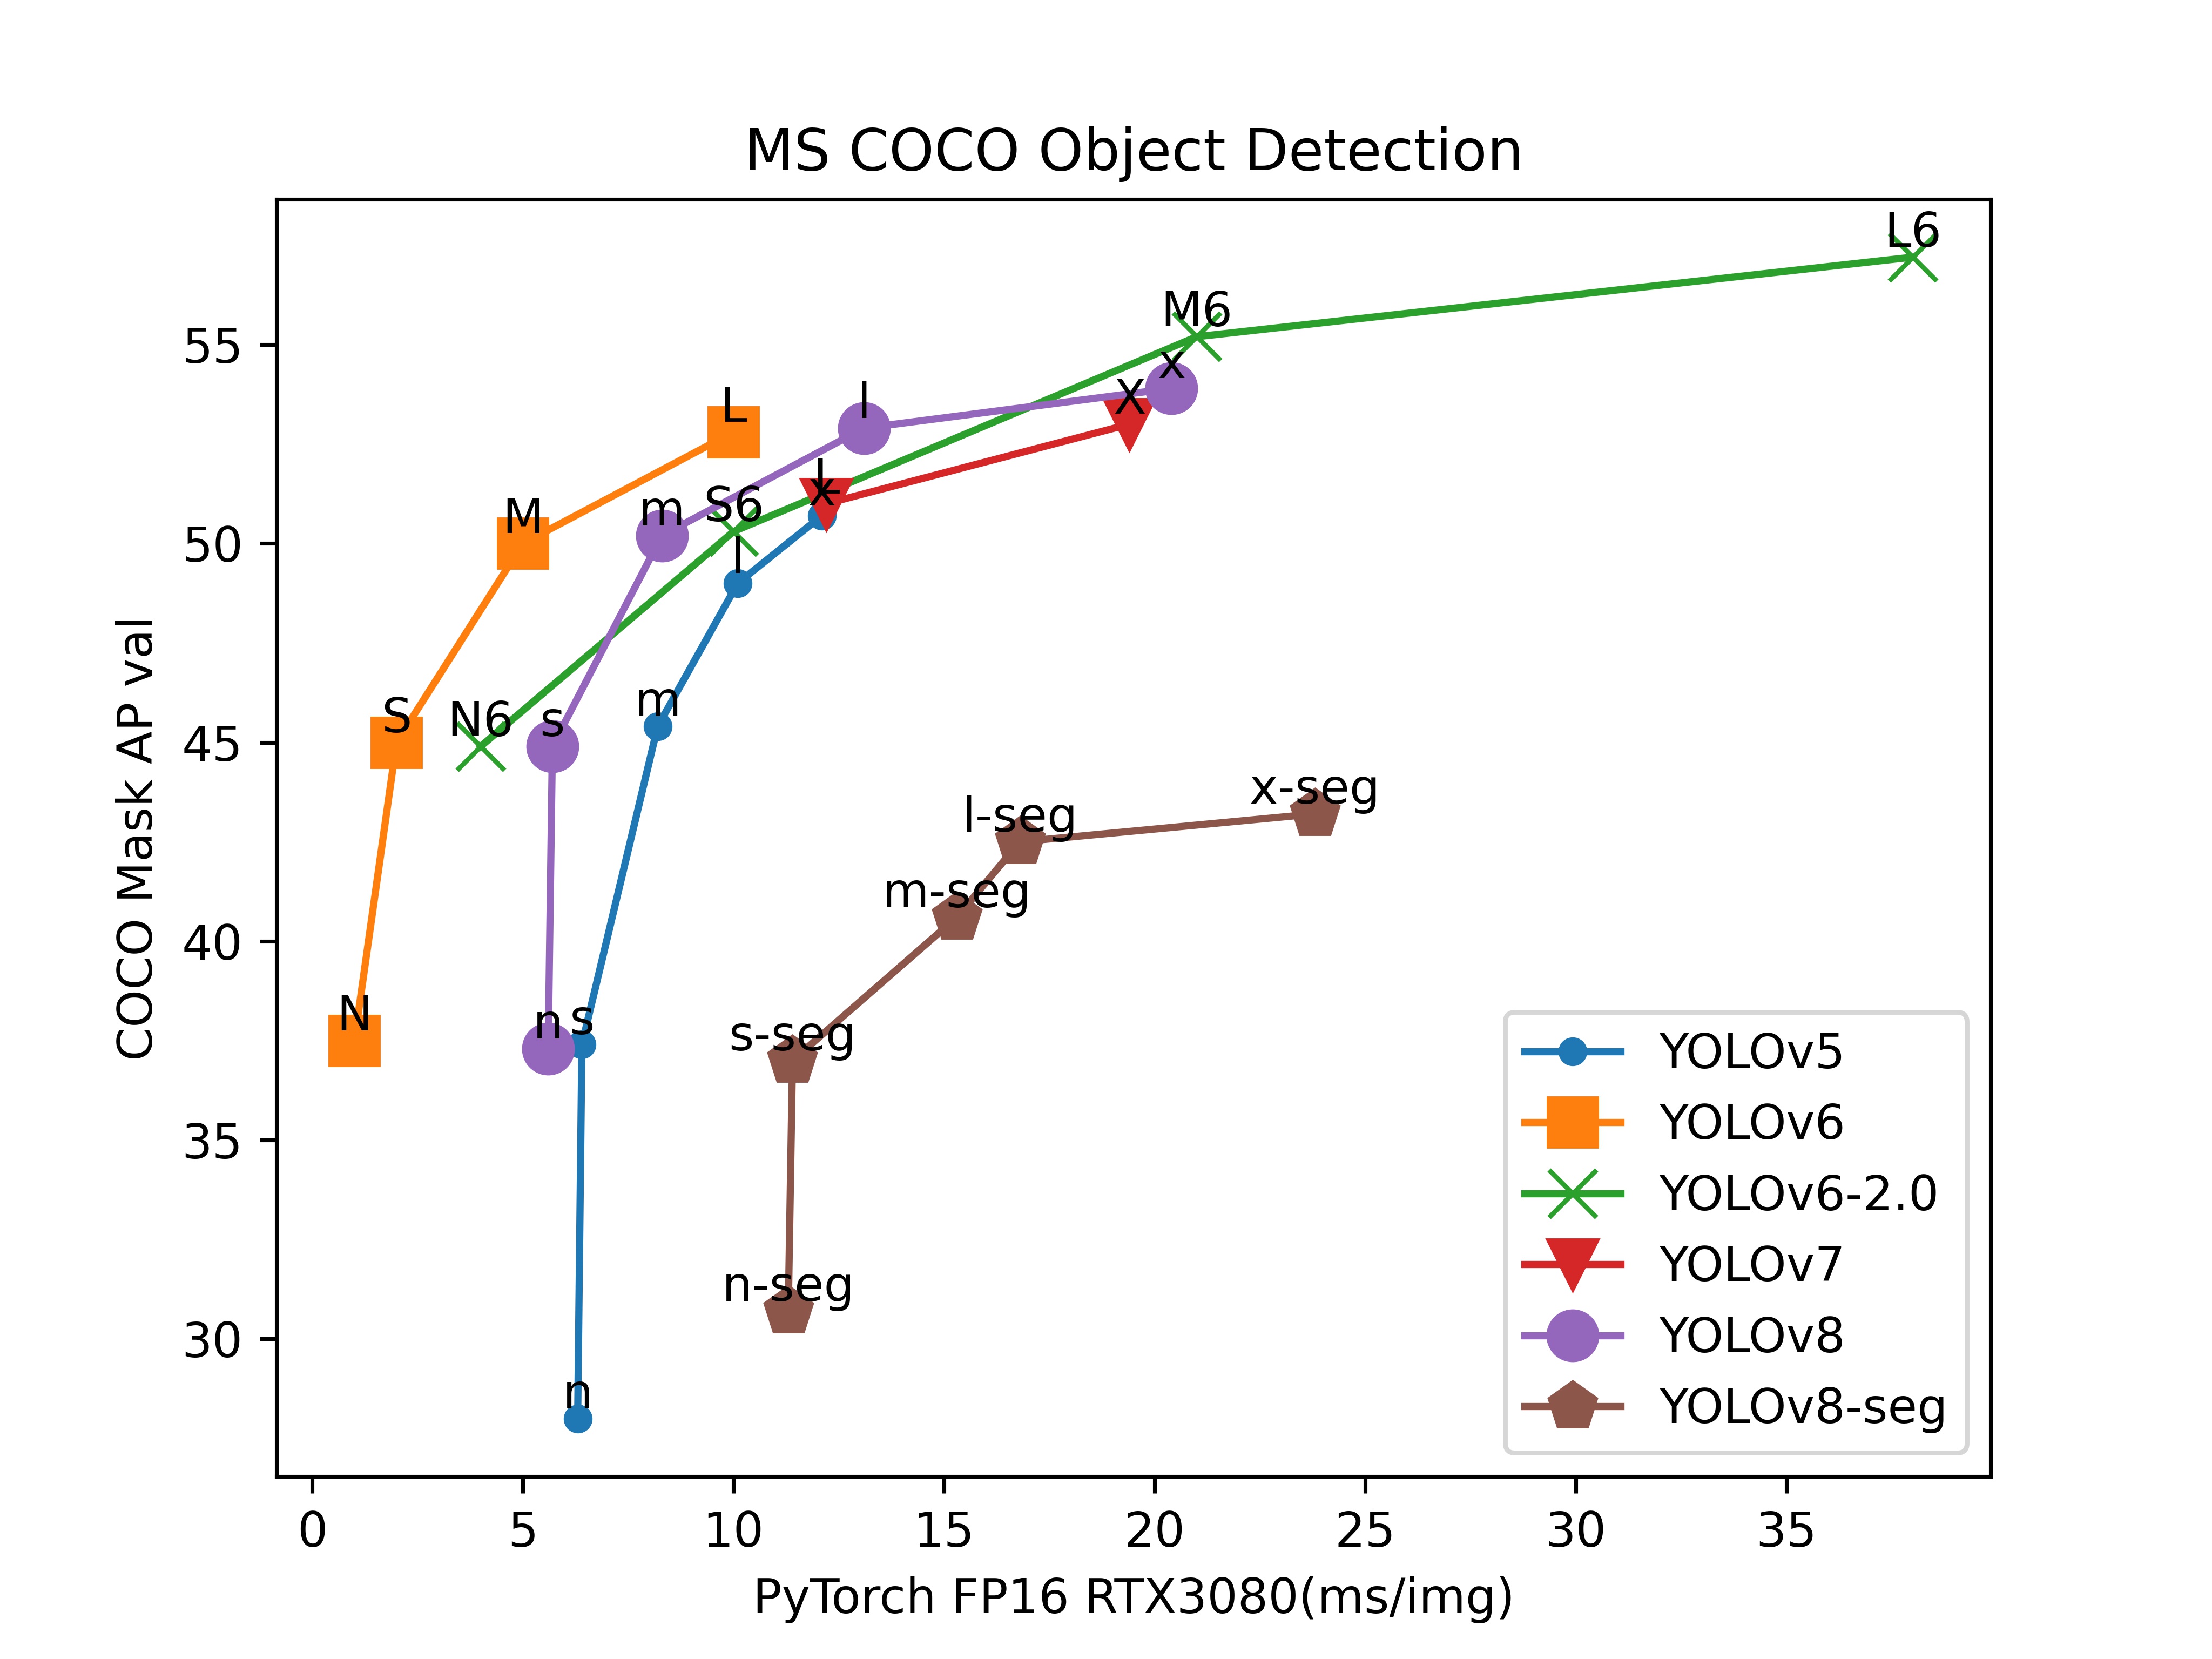 MS COCO Object Detection
L6
M6
x
X
L
l
L
x
S6
M
m
l
m
S
N6
s
x-seg
l-seg
m-seg
N
n
s
s-seg
n-seg
n
55
50
45
40
35
30
COCO Mask AP val
YOLOv5
YOLOv6
YOLOv6-2.0
YOLOv7
YOLOv8
YOLOv8-seg
0 5 10 15 20 25 30 35
PyTorch FP16 RTX3080(ms/img)